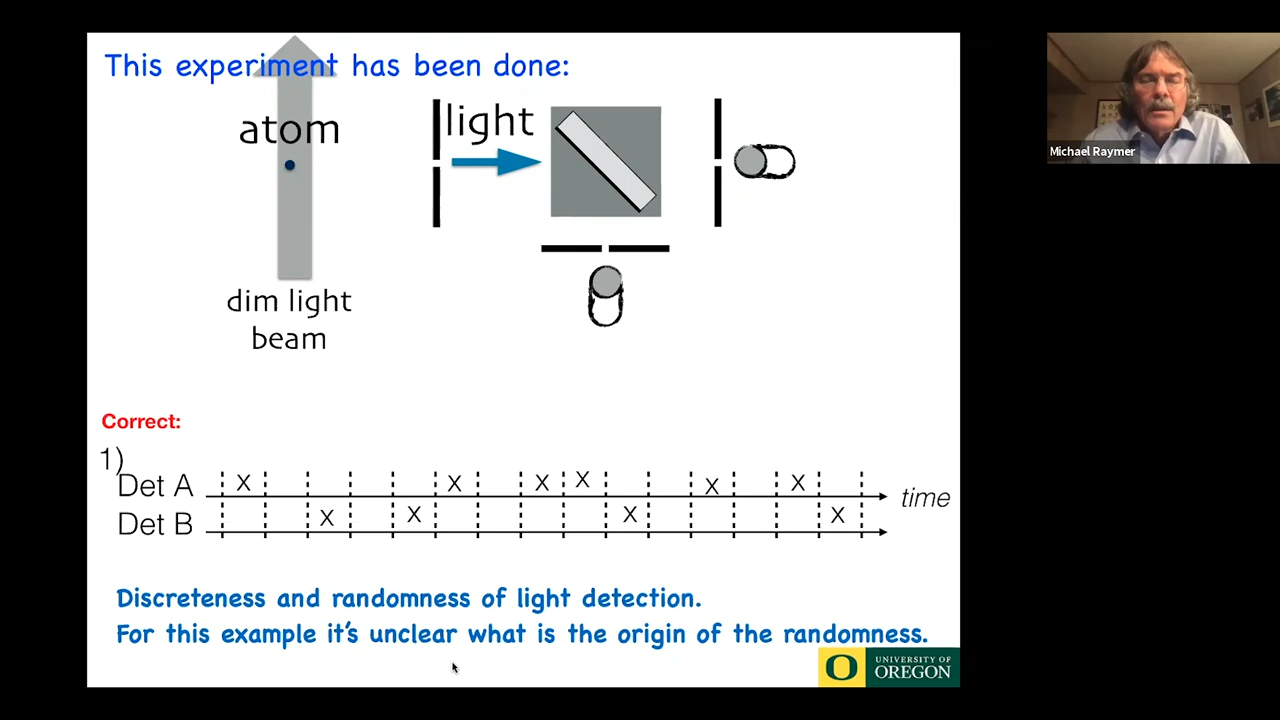 This experiment has been done:
atom
light
dim light
beam
Correct:
1)
Det A X X X X X X
Det B X X X X
time
Discreteness and randomness of light detection.
For this example it's unclear what is the origin of the randomness.
O
UNIVERSITY OF
OREGON
Michael Raymer